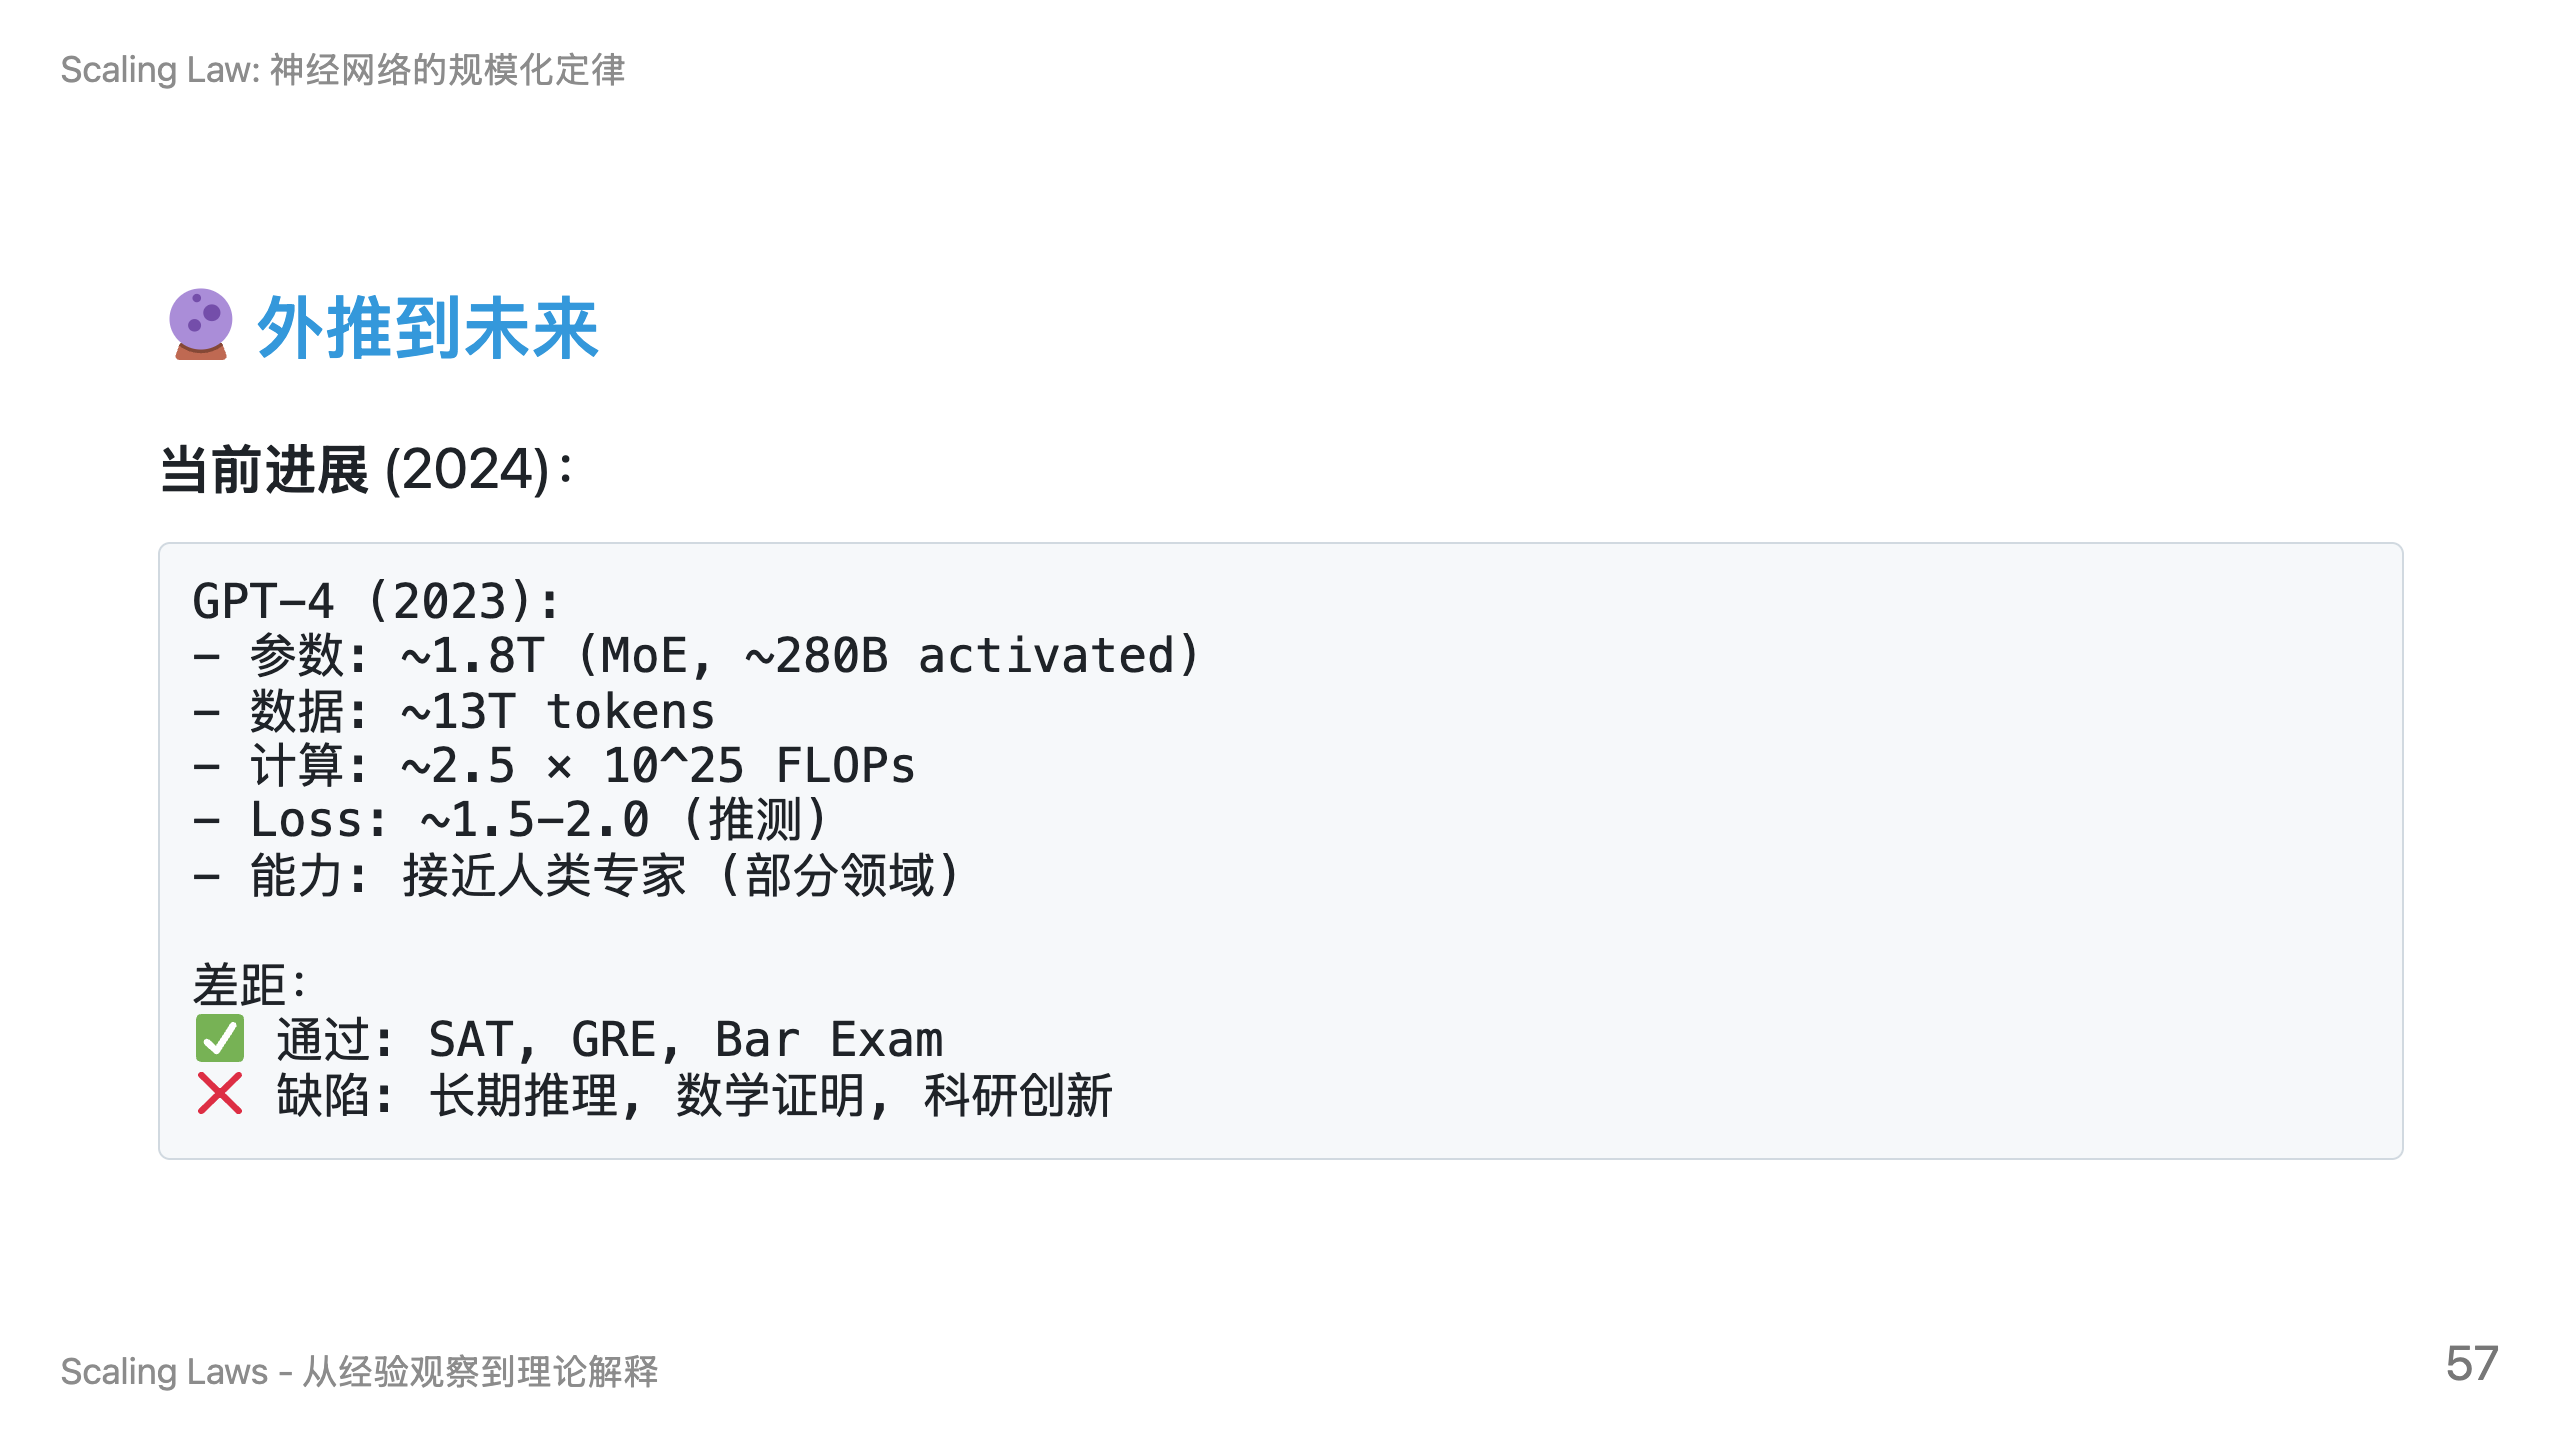 Scaling Law: 神经网络的规模化定律
🔮 外推到未来
当前进展 (2024)：
GPT-4 (2023):
- 参数: ~1.8T (MoE, ~280B activated)
- 数据: ~13T tokens
- 计算: ~2.5 × 10^25 FLOPs
- Loss: ~1.5-2.0 (推测)
- 能力: 接近人类专家 (部分领域)
差距：
✅ 通过: SAT, GRE, Bar Exam
❌ 缺陷: 长期推理, 数学证明, 科研创新
Scaling Laws - 从经验观察到理论解释
57